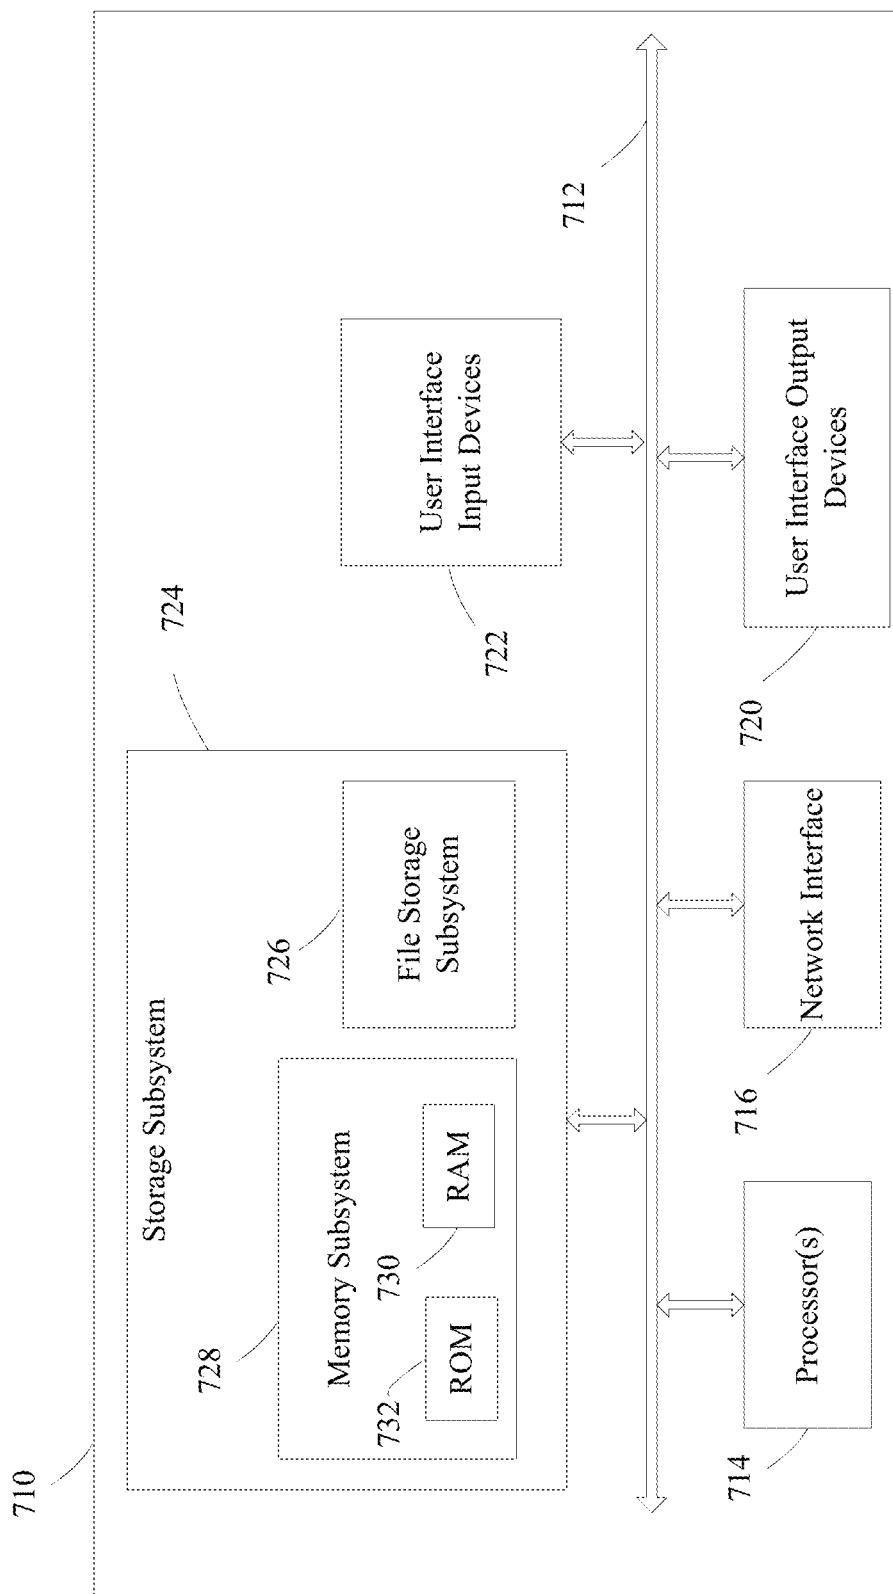 710
724
Storage Subsystem
728
Memory Subsystem
732
ROM
730
RAM
726
File Storage
Subsystem
722
User Interface
Input Devices
712
714
Processor(s)
716
Network Interface
720
User Interface Output
Devices